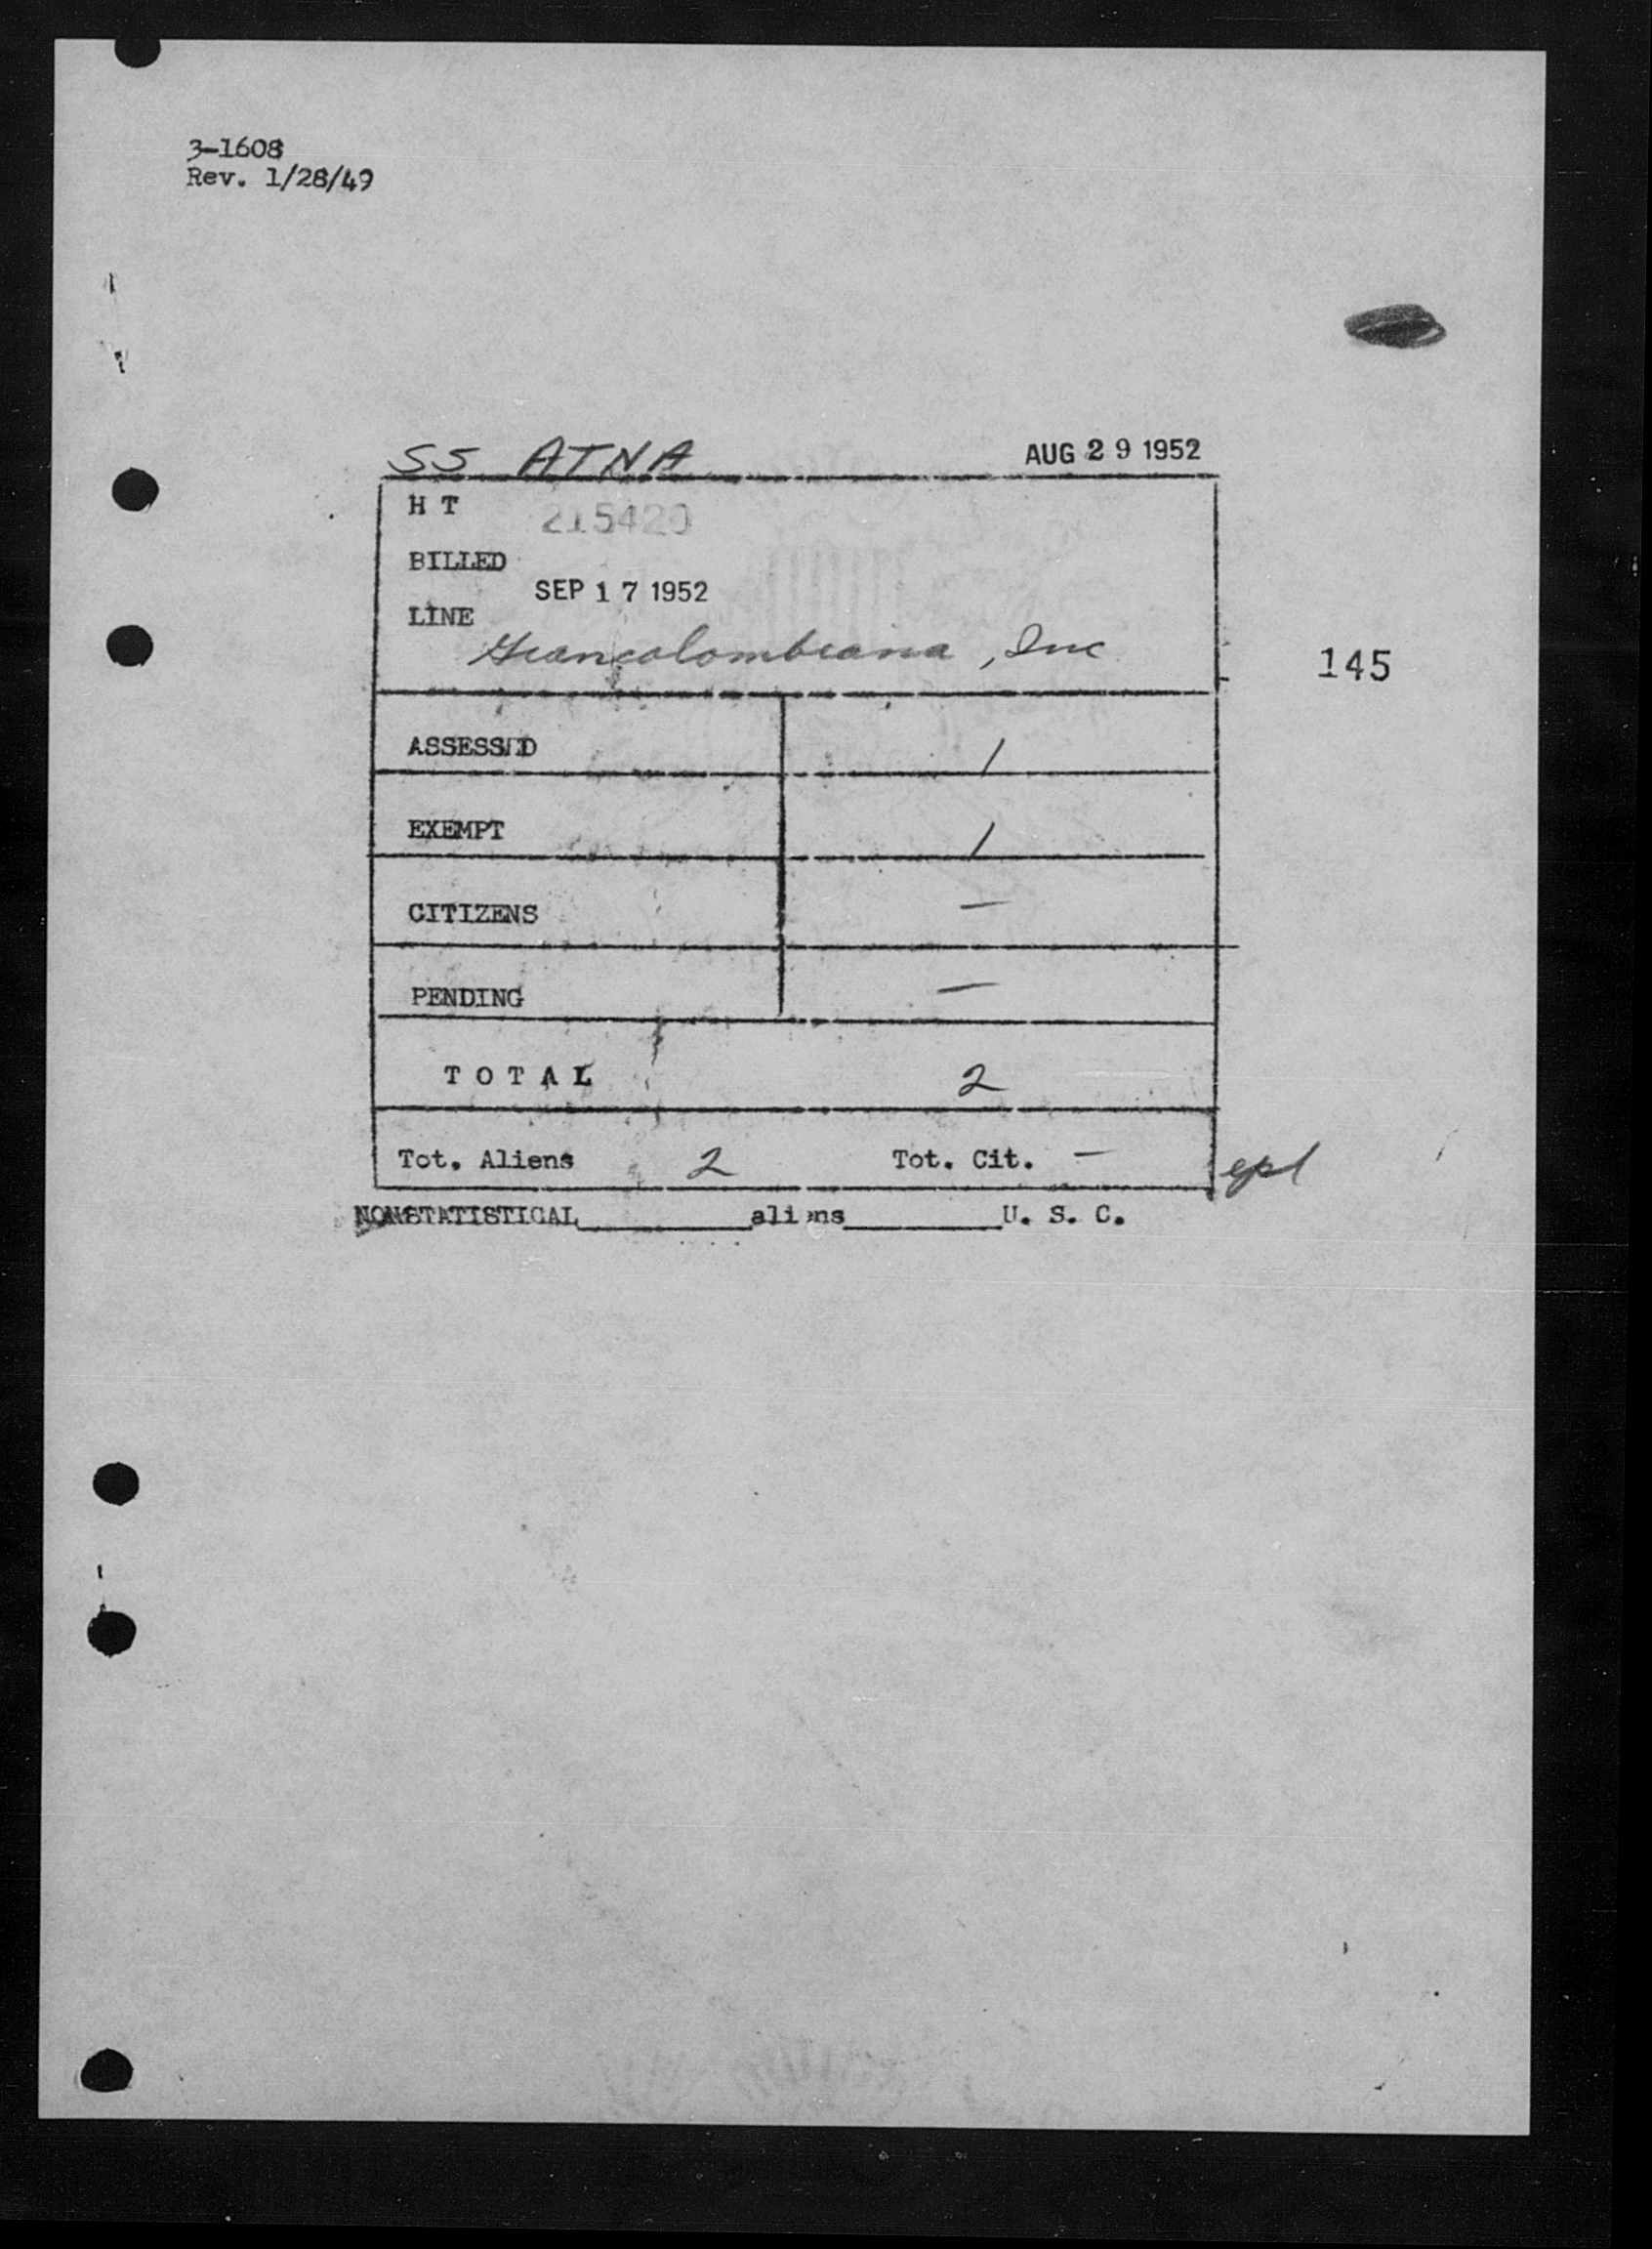 3-1608
Rev. 1/28/49
SS ATNA AUG 29 1952
H T 215420
BILLED
SEP 17 1952
LINE
Grancolombiana, Inc
145
ASSESSED 1
EXEMPT 1
CITIZENS —
PENDING —
TOTAL 2
Tot. Aliens 2 Tot. Cit. —
NONSTATISTICAL aliens U. S. C.